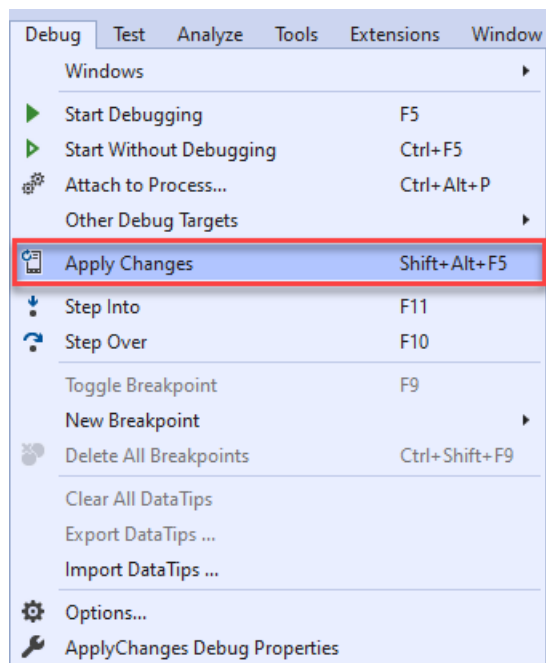 Debug Test Analyze Tools Extensions Window
Windows
Start Debugging F5
Start Without Debugging Ctrl+F5
Attach to Process... Ctrl+Alt+P
Other Debug Targets
Apply Changes Shift+Alt+F5
Step Into F11
Step Over F10
Toggle Breakpoint F9
New Breakpoint
Delete All Breakpoints Ctrl+Shift+F9
Clear All DataTips
Export DataTips ...
Import DataTips ...
Options...
ApplyChanges Debug Properties